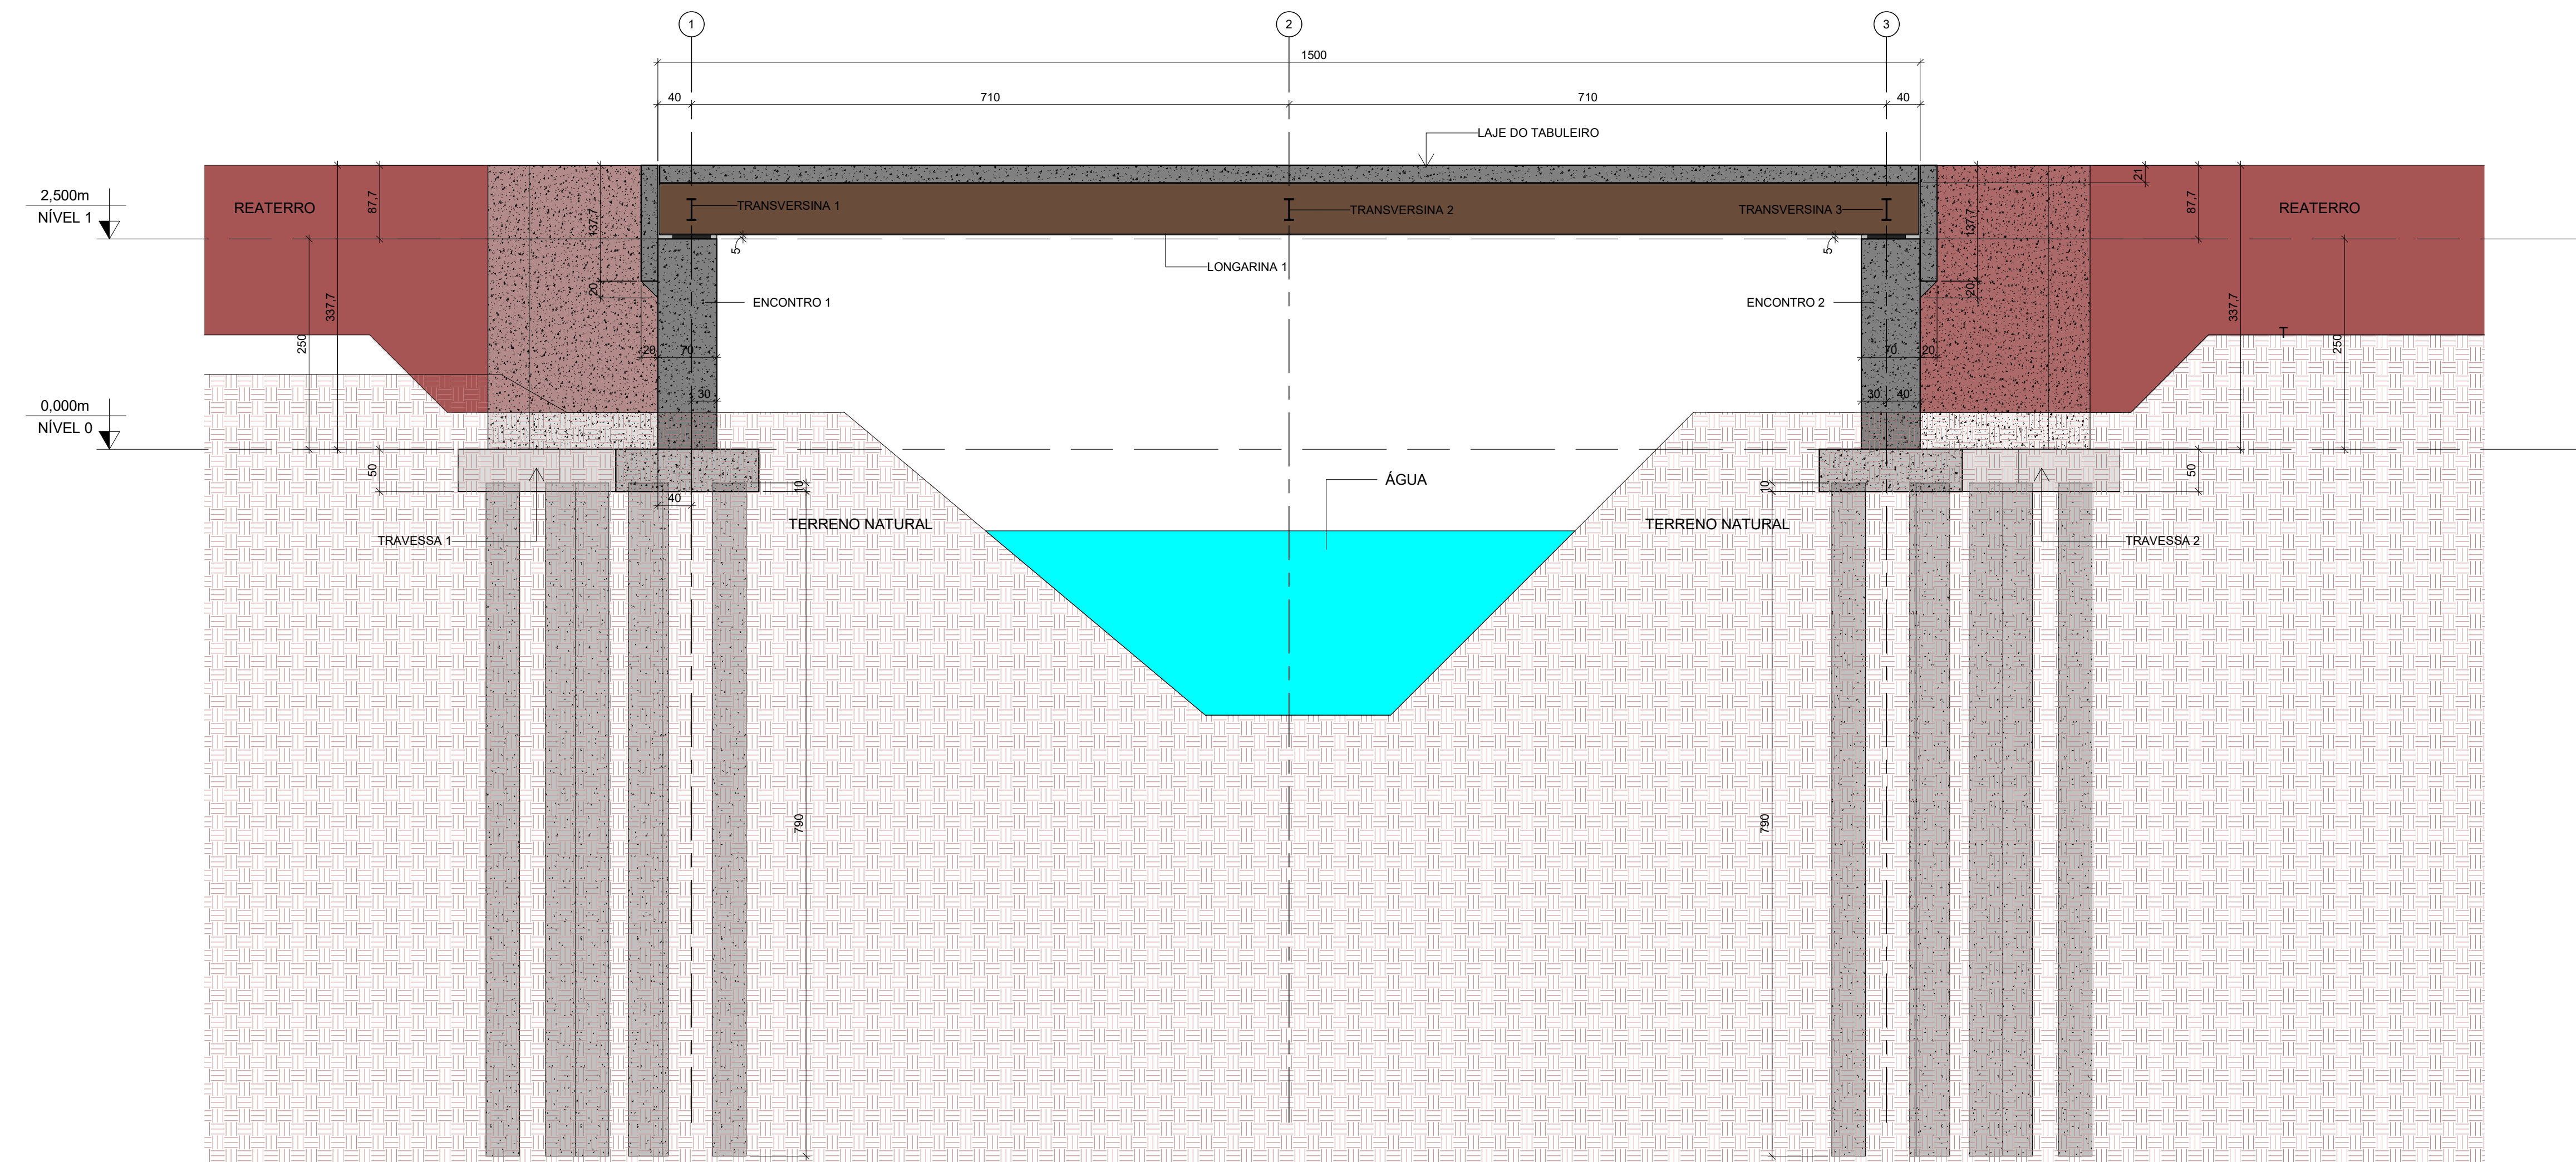 1
2
3
1500
40
710
710
40
LAJE DO TABULEIRO
2,500m
NÍVEL 1
REATERRO
87,7
137,7
TRANSVERSINA 1
TRANSVERSINA 2
TRANSVERSINA 3
21
87,7
137,7
REATERRO
5
5
LONGARINA 1
20
20
ENCONTRO 1
ENCONTRO 2
337,7
337,7
250
250
T
20
70
70
20
30
30
40
0,000m
NÍVEL 0
50
50
10
10
40
ÁGUA
TERRENO NATURAL
TERRENO NATURAL
TRAVESSA 1
TRAVESSA 2
790
790